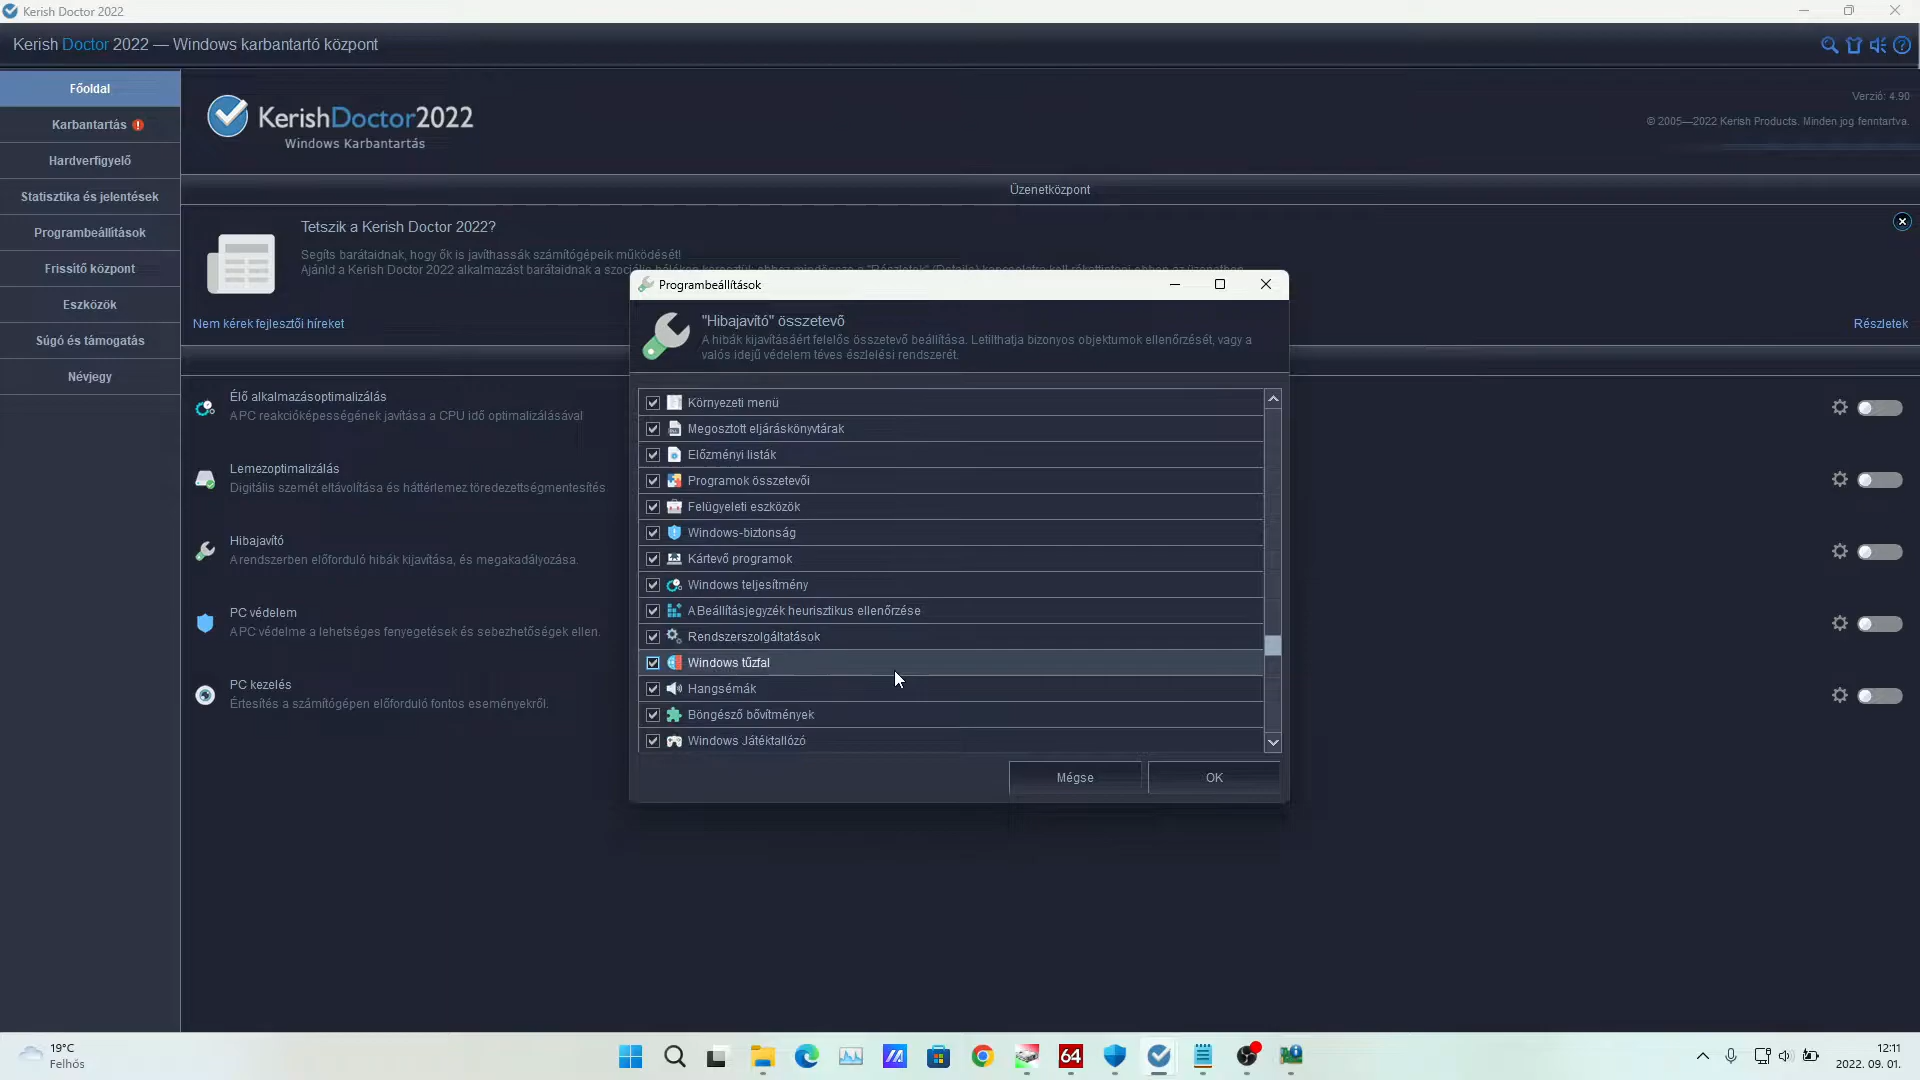 Kerish Doctor 2022
Kerish Doctor 2022 — Windows karbantartó központ
Főoldal
Karbantartás
Hardverfigyelő
Statisztika és jelentések
Programbeállítások
Frissítő központ
Eszközök
Súgó és támogatás
Névjegy
KerishDoctor2022
Windows Karbantartás
Verzió: 4.90
© 2005—2022 Kerish Products. Minden jog fenntartva.
Üzenetközpont
Tetszik a Kerish Doctor 2022?
Segíts barátaidnak, hogy ők is javíthassák számítógépeik működését!
Ajánld a Kerish Doctor 2022 alkalmazást barátaidnak a
Nem kérek fejlesztői híreket
Részletek
Élő alkalmazásoptimalizálás
A PC reakcióképességének javítása a CPU idő optimalizálásával
Lemezoptimalizálás
Digitális szemét eltávolítása és háttérlemez töredezettségmentesítés
Hibajavító
A rendszerben előforduló hibák kijavítása, és megakadályozása.
PC védelem
A PC védelme a lehetséges fenyegetések és sebezhetőségek ellen.
PC kezelés
Értesítés a számítógépen előforduló fontos eseményekről.
Programbeállítások
"Hibajavító" összetevő
A hibák kijavításáért felelős összetevő beállítása. Letilthatja bizonyos objektumok ellenőrzését, vagy a
valós idejű védelem téves észlelési rendszerét.
Környezeti menü
Megosztott eljáráskönyvtárak
Előzményi listák
Programok összetevői
Felügyeleti eszközök
Windows-biztonság
Kártevő programok
Windows teljesítmény
A Beállításjegyzék heurisztikus ellenőrzése
Rendszerszolgáltatások
Windows tűzfal
Hangsémák
Böngésző bővítmények
Windows Játéktallózó
Mégse
OK
19°C
Felhős
64
12:11
2022. 09. 01.